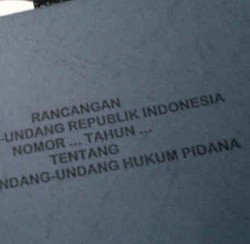 RANCANGAN
-UNDANG REPUBLIK INDONESIA
NOMOR ... TAHUN ...
TENTANG
NDANG-UNDANG HUKUM PIDANA